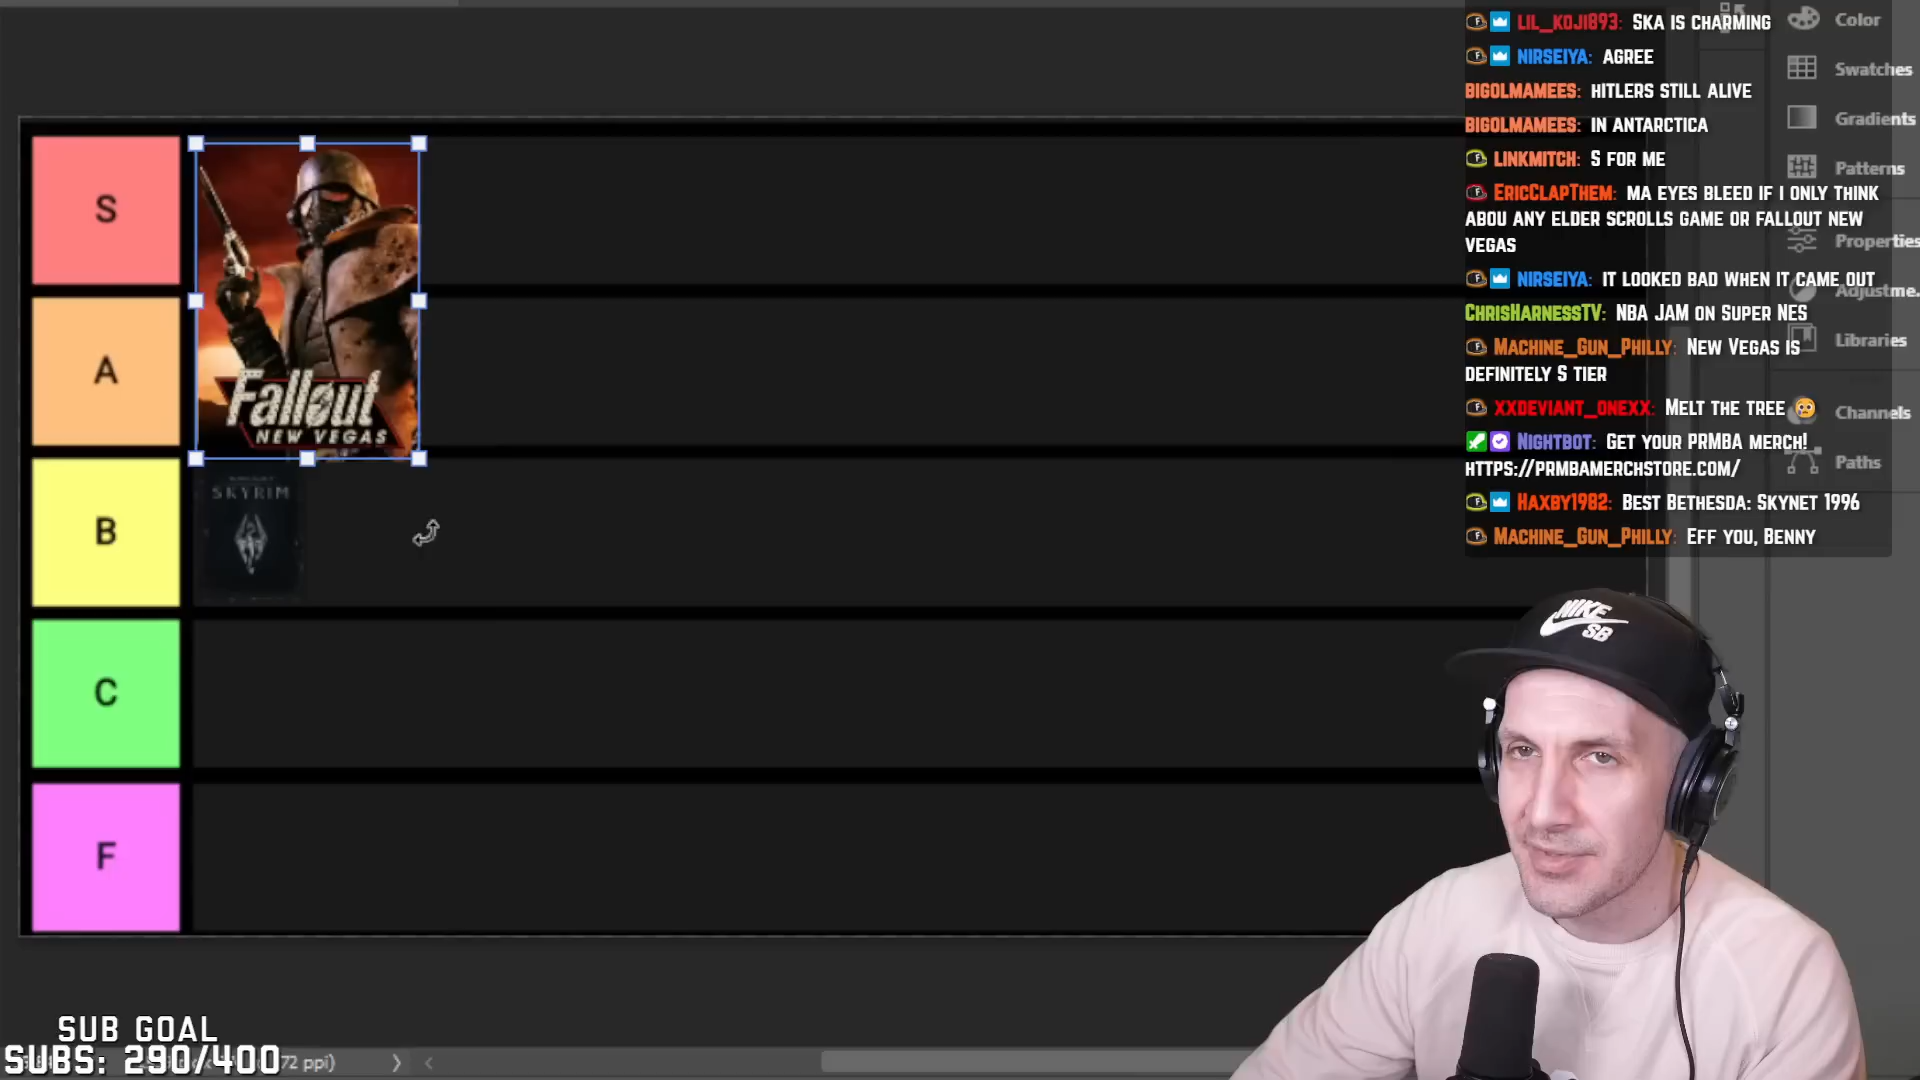 S
A
B
C
F
Fallout
NEW VEGAS
SKYRIM
LIL_KOJI893: SKA IS CHARMING
NIRSEIYA: AGREE
BIGOLMAMEES: HITLERS STILL ALIVE
BIGOLMAMEES: IN ANTARCTICA
LINKMITCH: S FOR ME
ERICCLAPTHEM: MA EYES BLEED IF I ONLY THINK
ABOU ANY ELDER SCROLLS GAME OR FALLOUT NEW
VEGAS
NIRSEIYA: IT LOOKED BAD WHEN IT CAME OUT
CHRISHARNESSTV: NBA JAM ON SUPER NES
MACHINE_GUN_PHILLY: NEW VEGAS IS
DEFINITELY S TIER
XXDEVIANT_ONEXX: MELT THE TREE 😳
NIGHTBOT: GET YOUR PRMBA MERCH!
HTTPS://PRMBAMERCHSTORE.COM/
HAXBY1982: BEST BETHESDA: SKYNET 1996
MACHINE_GUN_PHILLY: EFF YOU, BENNY
Color
Swatches
Gradients
Patterns
Properties
Adjustme.
Libraries
Channels
Paths
NIKE
SB
SUB GOAL
SUBS: 290/400
72 ppi)